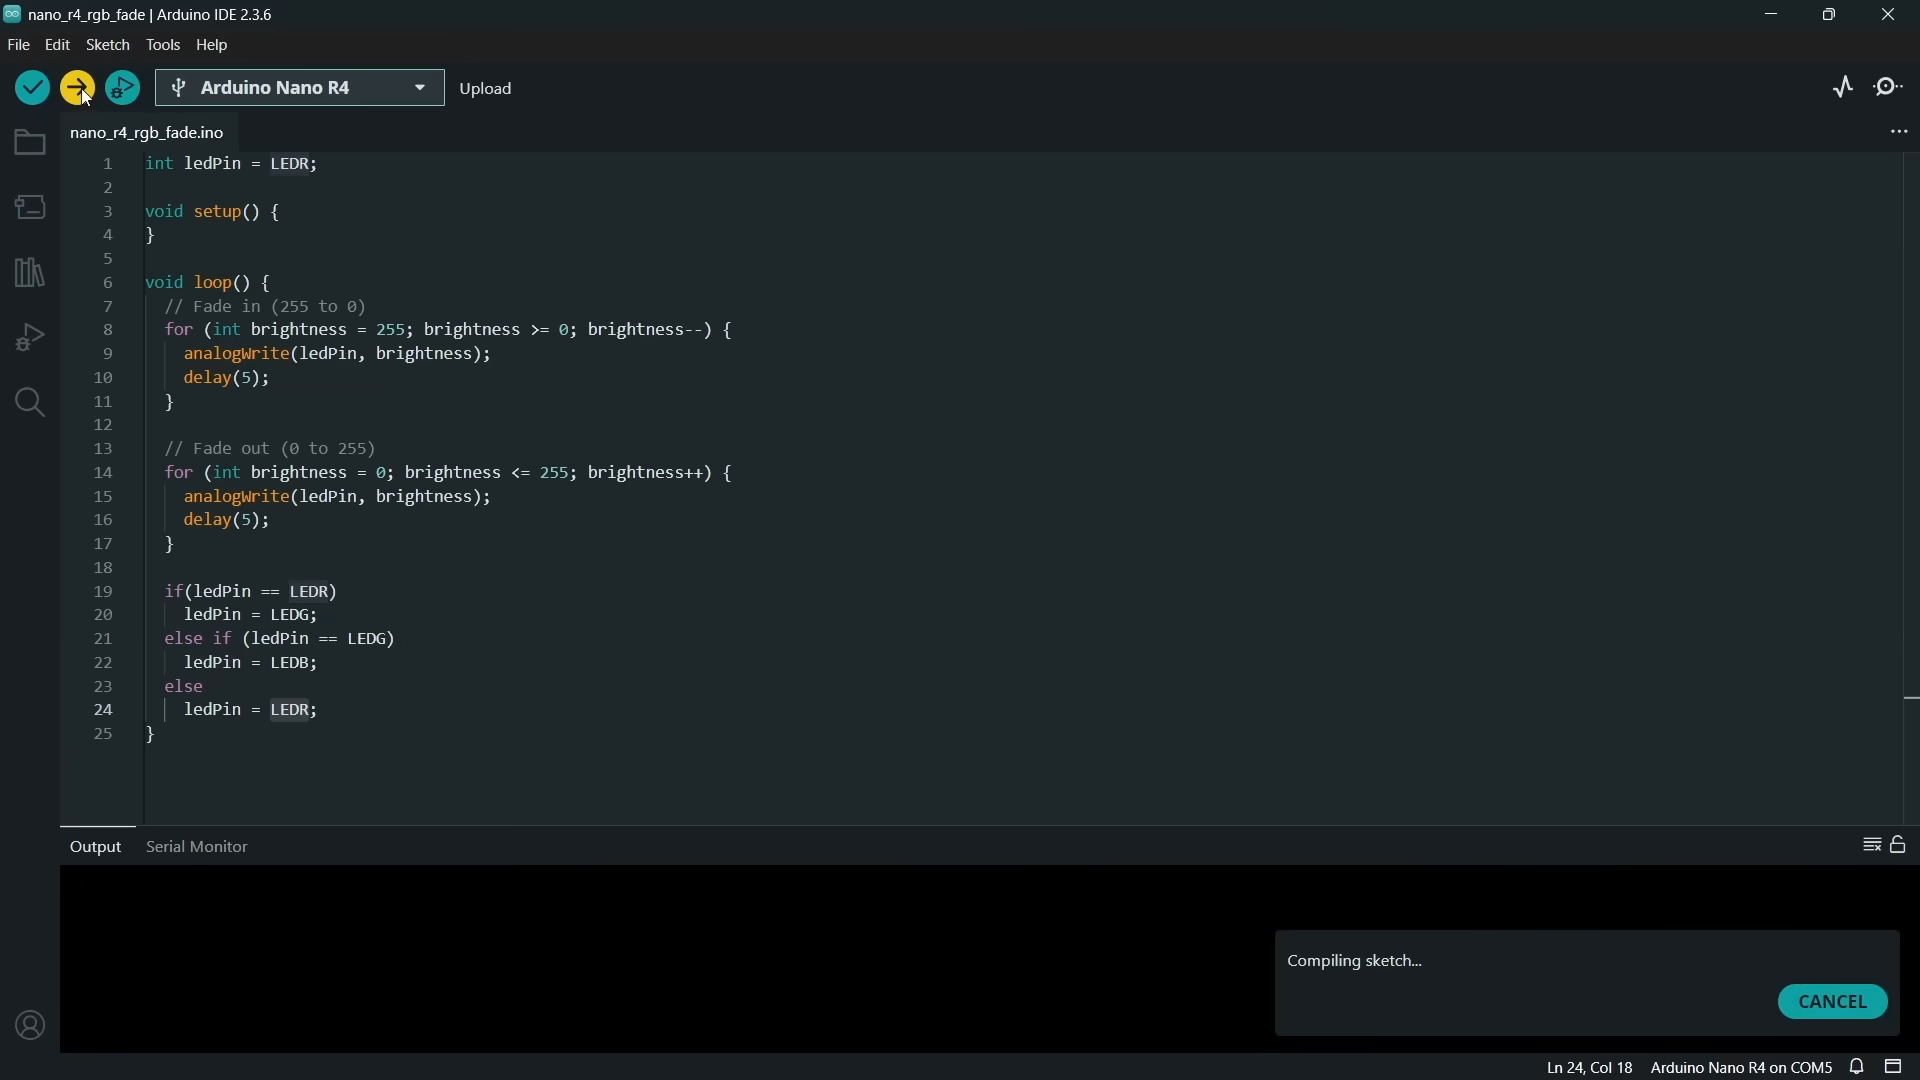 nano_r4_rgb_fade | Arduino IDE 2.3.6
File Edit Sketch Tools Help
Arduino Nano R4 Upload
nano_r4_rgb_fade.ino
1 int ledPin = LEDR;
2
3 void setup() {
4 }
5
6 void loop() {
7 // Fade in (255 to 0)
8 for (int brightness = 255; brightness >= 0; brightness--) {
9 analogWrite(ledPin, brightness);
10 delay(5);
11 }
12
13 // Fade out (0 to 255)
14 for (int brightness = 0; brightness <= 255; brightness++) {
15 analogWrite(ledPin, brightness);
16 delay(5);
17 }
18
19 if(ledPin == LEDR)
20 ledPin = LEDG;
21 else if (ledPin == LEDG)
22 ledPin = LEDB;
23 else
24 ledPin = LEDR;
25 }
Output Serial Monitor
Compiling sketch...
CANCEL
Ln 24, Col 18 Arduino Nano R4 on COM5